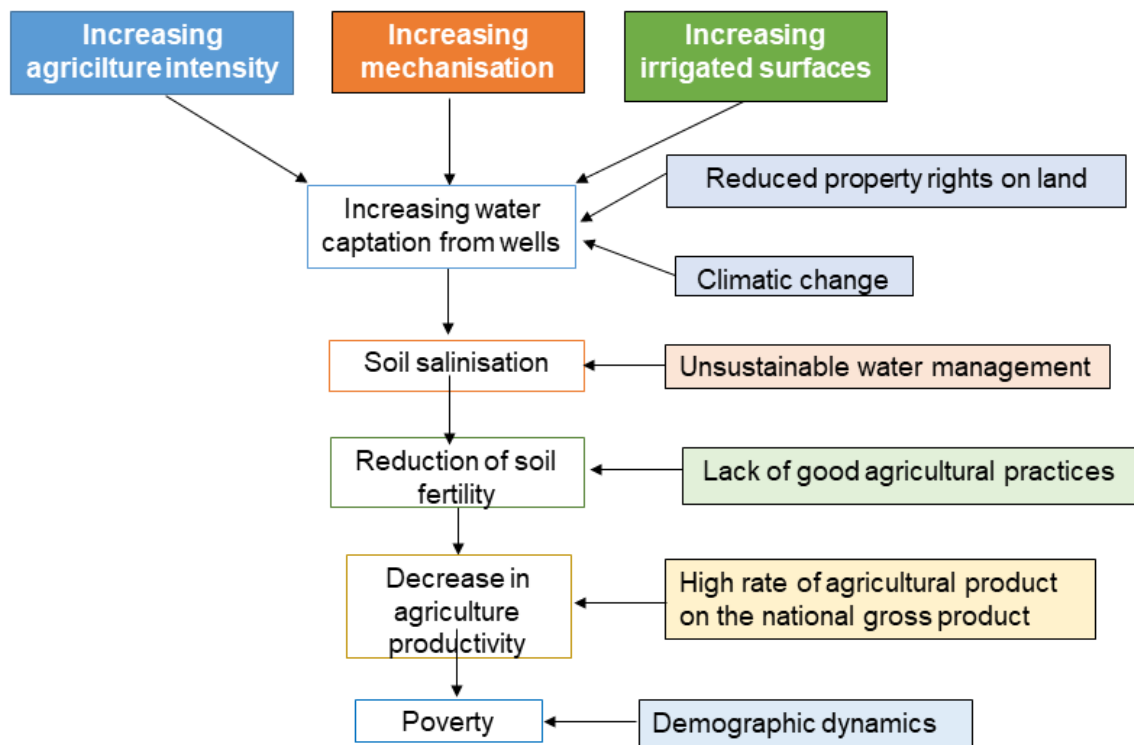 Increasing
agricilture intensity
Increasing
mechanisation
Increasing
irrigated surfaces
Reduced property rights on land
Increasing water
captation from wells
Climatic change
Soil salinisation
Unsustainable water management
Reduction of soil
fertility
Lack of good agricultural practices
Decrease in
agriculture
productivity
High rate of agricultural product
on the national gross product
Poverty
Demographic dynamics